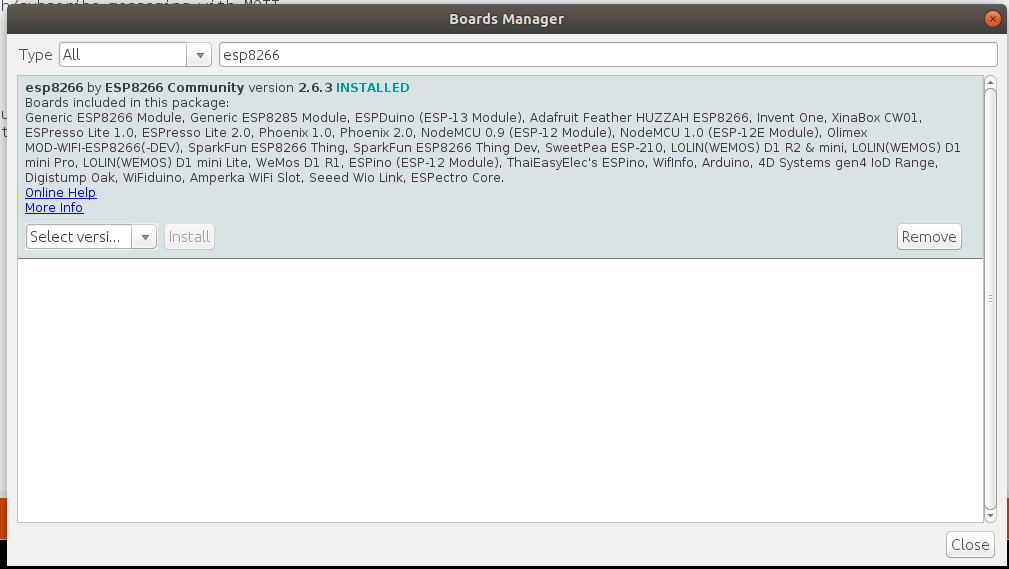 h/subscribe messaging with MQTT
Boards Manager
Type All esp8266
esp8266 by ESP8266 Community version 2.6.3 INSTALLED
Boards included in this package:
Generic ESP8266 Module, Generic ESP8285 Module, ESPDuino (ESP-13 Module), Adafruit Feather HUZZAH ESP8266, Invent One, XinaBox CW01,
ESPresso Lite 1.0, ESPresso Lite 2.0, Phoenix 1.0, Phoenix 2.0, NodeMCU 0.9 (ESP-12 Module), NodeMCU 1.0 (ESP-12E Module), Olimex
MOD-WIFI-ESP8266(-DEV), SparkFun ESP8266 Thing, SparkFun ESP8266 Thing Dev, SweetPea ESP-210, LOLIN(WEMOS) D1 R2 & mini, LOLIN(WEMOS) D1
mini Pro, LOLIN(WEMOS) D1 mini Lite, WeMos D1 R1, ESPino (ESP-12 Module), ThaiEasyElec's ESPino, WifInfo, Arduino, 4D Systems gen4 IoD Range,
Digistump Oak, WiFiduino, Amperka WiFi Slot, Seeed Wio Link, ESPectro Core.
Online Help
More Info
Select versi... Install Remove
Close